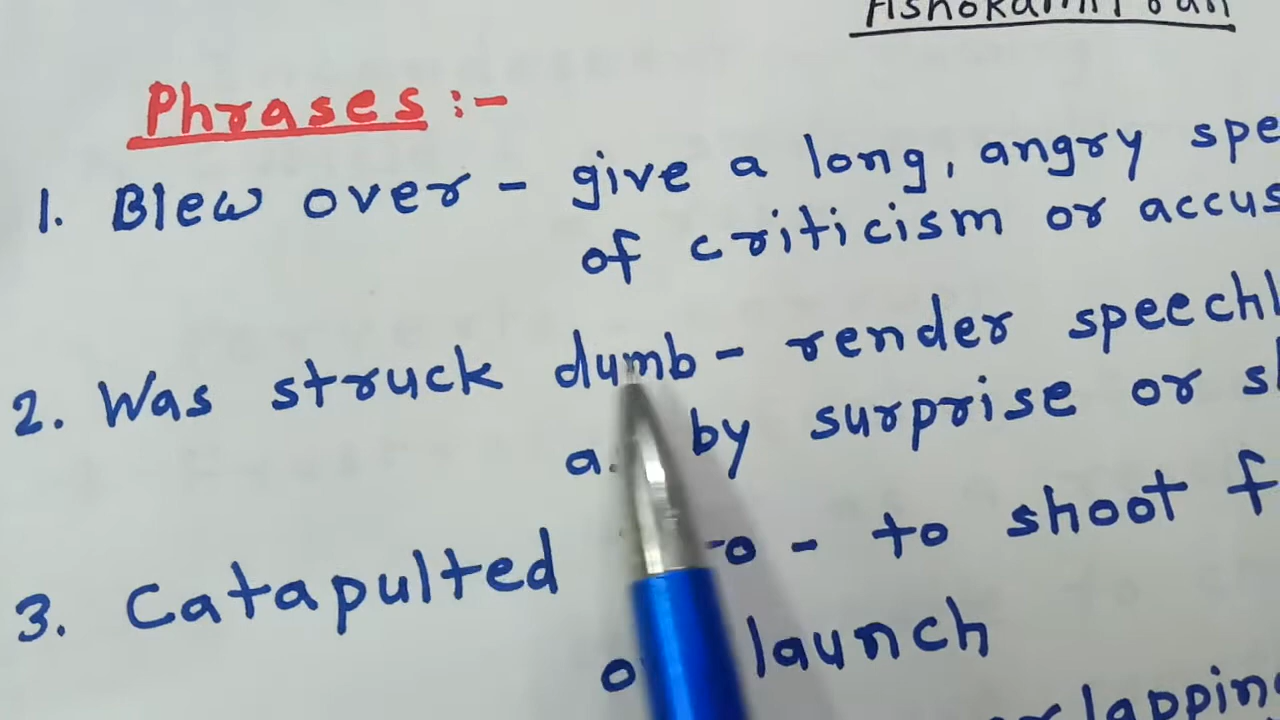 Phrases :-
1. Blew over - give a long, angry spe
of criticism or accus
2. Was struck dumb - render speechl
by surprise or s
3. Catapulted - to shoot f
launch
lapping